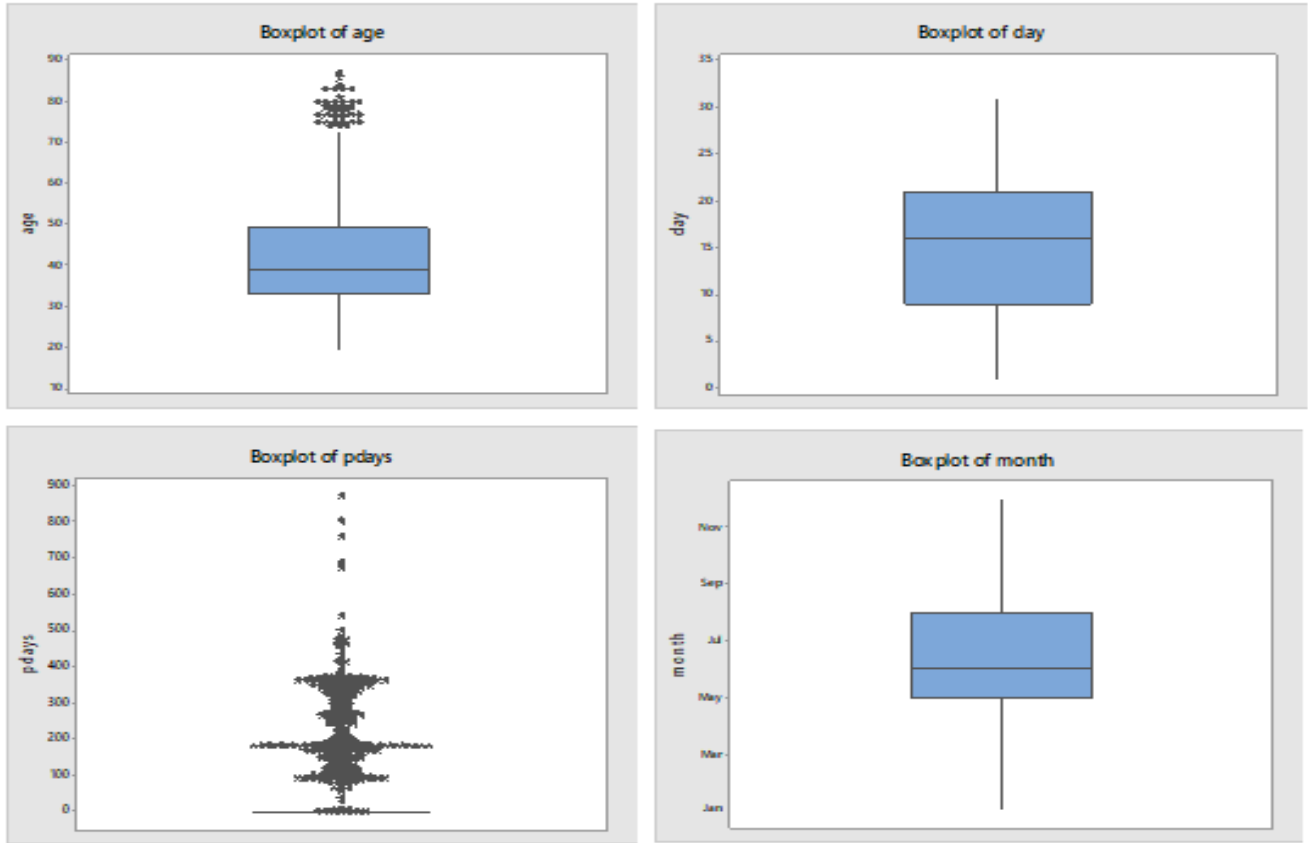 Boxplot of age
90
80
70
60
50
40
30
20
10
age
Boxplot of day
35
30
25
20
15
10
5
0
day
Boxplot of pdays
900
800
700
600
500
400
300
200
100
0
pdays
Boxplot of month
Nov
Sep
Jul
May
Mar
Jan
month